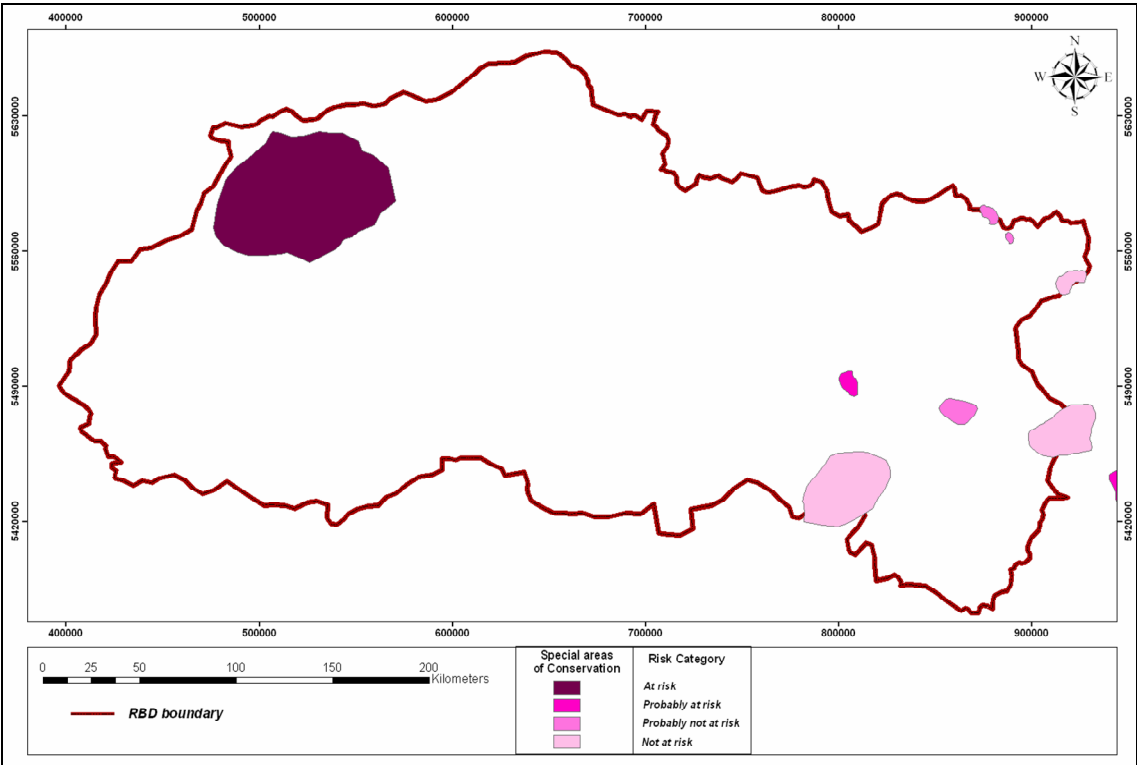 400000 500000 600000 700000 800000 900000
N
W E
S
5630000 5630000
5560000 5560000
5490000 5490000
5420000 5420000
400000 500000 600000 700000 800000 900000
0 25 50 100 150 200
Kilometers
RBD boundary
Special areas
of Conservation
Risk Category
At risk
Probably at risk
Probably not at risk
Not at risk